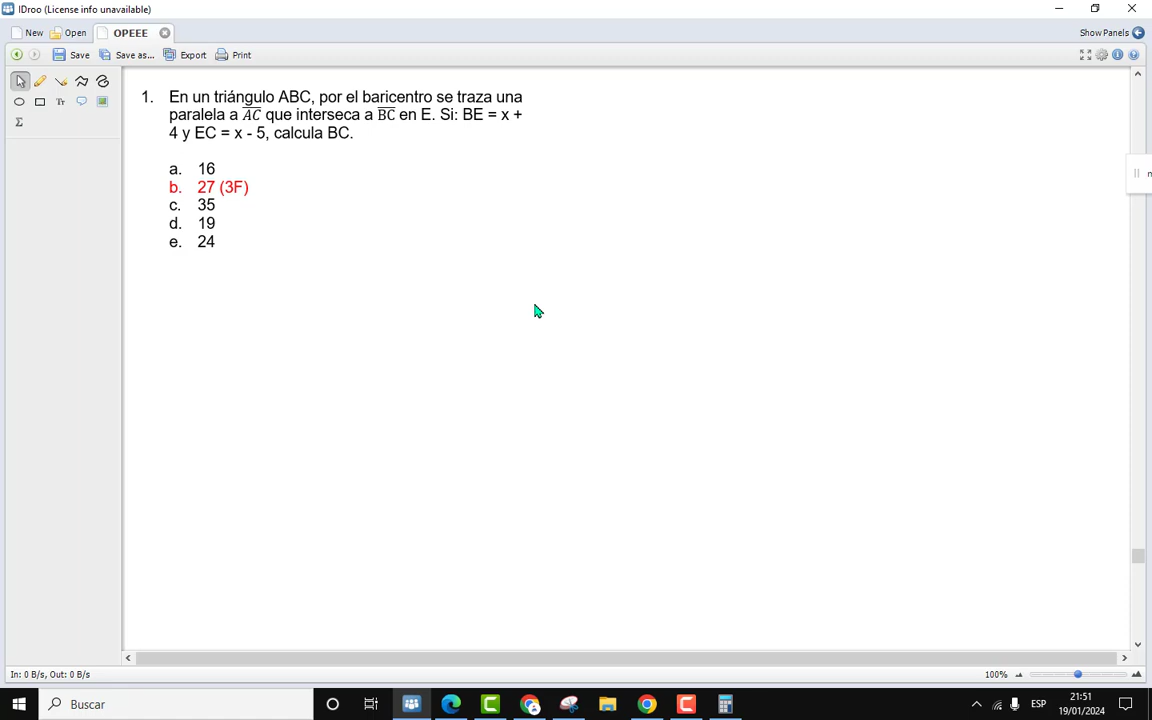 IDroo (License info unavailable)
New Open OPEEE Show Panels
Save Save as... Export Print
1. En un triángulo ABC, por el baricentro se traza una
paralela a AC que interseca a BC en E. Si: BE = x +
4 y EC = x - 5, calcula BC.
a. 16
b. 27 (3F)
c. 35
d. 19
e. 24
Tr
Σ
In: 0 B/s, Out: 0 B/s 100%
Buscar ESP 21:51
19/01/2024